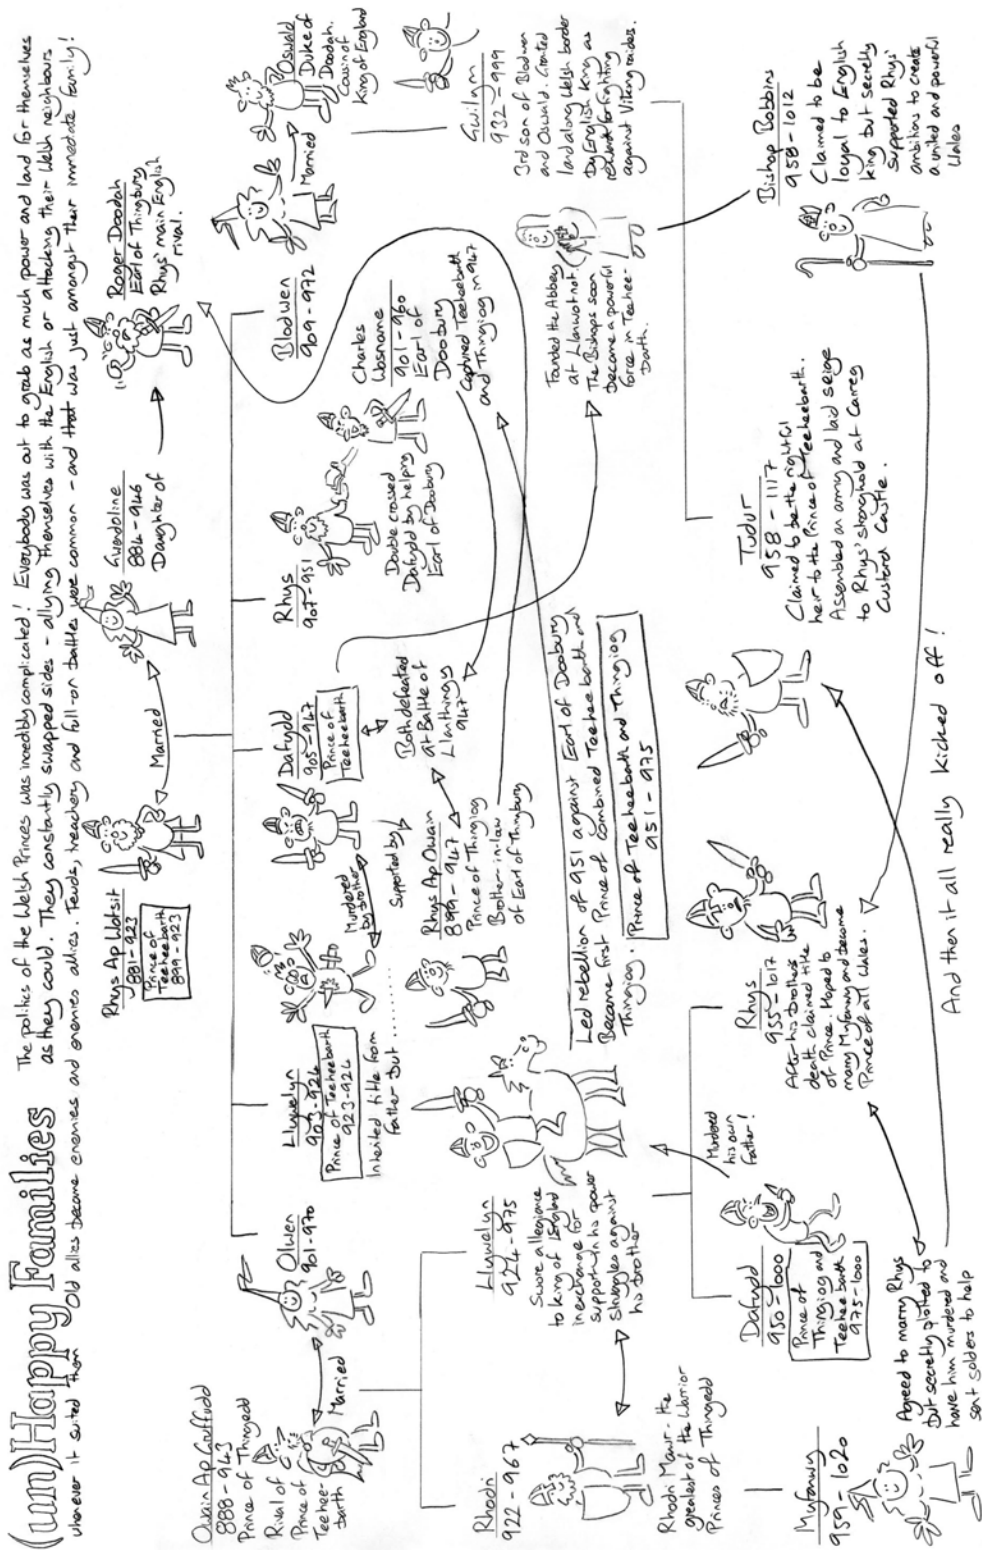 (un)Happy Families
The politics of the Welsh Princes was incredibly complicated! Everybody was out to grab as much power and land for themselves
as they could. They constantly swapped sides - allying themselves with the English or attacking their Welsh neighbours
whenever it suited them. Old allies became enemies and enemies allies. Feuds, treachery and full-on battles were common - and that was just amongst their immediate family!
Rhys Ap Wotsit
881-923
Prince of
Teeheebarth
899-923
Married
Gwendoline
884-946
Daughter of
Roger Doodah
Earl of Thingbury
Rhys' main English
rival.
Owain Ap Gruffudd
888-943
Prince of Thingedd
Rival of
Prince of
Teehee-
barth
Married
Olwen
901-970
Llywelyn
903-924
Prince of Teeheebarth
923-924
Inherited title from
father but........
Murdered
by brother
Dafydd
905-947
Prince of
Teeheebarth
Supported by
Rhys Ap Owain
899-947
Prince of Thingiog
Brother-in-law
of Earl of Thingbury
Both defeated
at Battle of
Llanthingy
947
Rhys
907-951
Double crossed
Dafydd by helping
Earl of Doobury
Charles
Wosname
901-960
Earl of
Doobury
Captured Teeheebarth
and Thingiog in 947
Blodwen
909-972
Married
Oswald
Duke of
Doodah.
Cousin of
King of England
Gwilym
932-999
3rd son of Blodwen
and Oswald. Granted
land along Welsh border
by English king as
reward for fighting
against Viking raides.
Founded the Abbey
at Llanwotnot.
The Bishops soon
became a powerful
force in Teehee-
barth.
Rhodri
922-967
Rhodri Mawr - the
greatest of the Warrior
Princes of Thingedd
Llywelyn
924-975
Swore allegiance
to King of England
in exchange for
support in his power
struggles against
his brother
Led rebellion of 951 against Earl of Doobury
Became first Prince of combined Teeheebarth and
Thingiog. Prince of Teeheebarth and Thingiog
951-975
Myfanwy
959-1020
Agreed to marry Rhys
but secretly plotted to
have him murdered and
sent solders to help
Dafydd
950-1000
Prince of
Thingiog and
Teeheebarth
975-1000
Murdered
his own
father!
Rhys
955-1017
After his brothers
death claimed title
of Prince. Hoped to
marry Myfanwy and become
Prince of all Wales.
Tudur
958-1117
Claimed to be the rightful
heir to the Prince of Teeheebarth.
Assembled an army and laid seige
to Rhys' stronghold at Carreg
Custard Castle.
Bishop Bobbins
958-1012
Claimed to be
loyal to English
king but secretly
supported Rhys'
ambitions to create
a united and powerful
Wales
And then it all really kicked off!